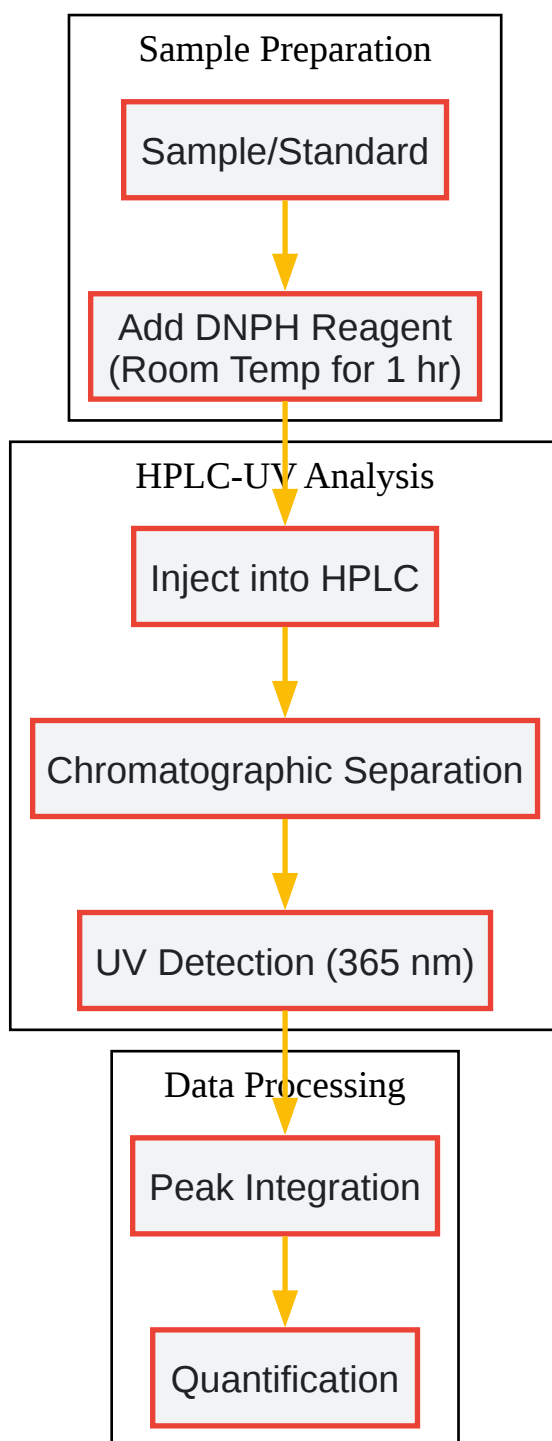 Sample Preparation
Sample/Standard
Add DNPH Reagent
(Room Temp for 1 hr)
HPLC-UV Analysis
Inject into HPLC
Chromatographic Separation
UV Detection (365 nm)
Data Processing
Peak Integration
Quantification